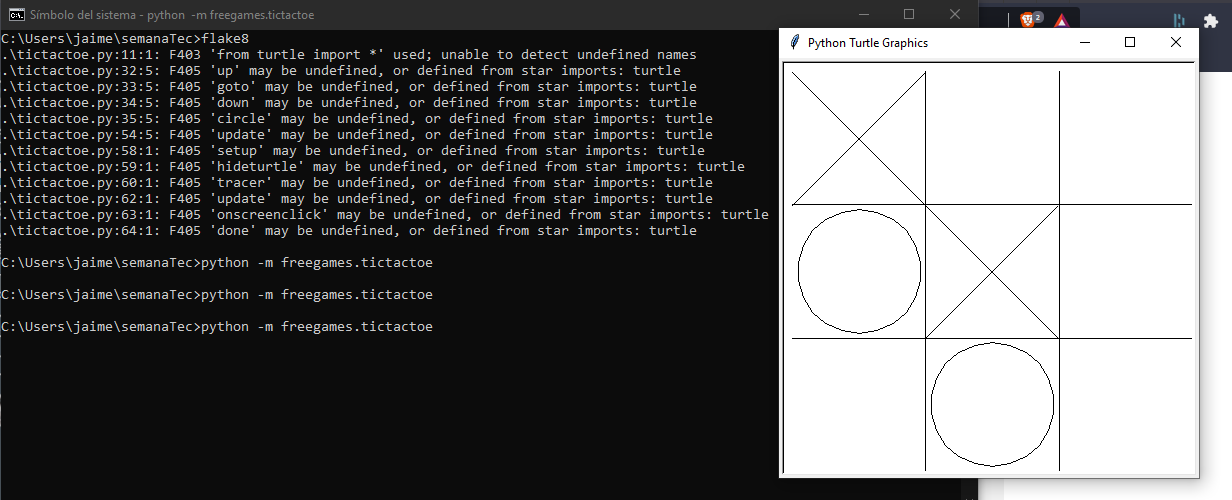 Símbolo del sistema - python  -m freegames.tictactoe
C:\Users\jaime\semanaTec>flake8
.\tictactoe.py:11:1: F403 'from turtle import *' used; unable to detect undefined names
.\tictactoe.py:32:5: F405 'up' may be undefined, or defined from star imports: turtle
.\tictactoe.py:33:5: F405 'goto' may be undefined, or defined from star imports: turtle
.\tictactoe.py:34:5: F405 'down' may be undefined, or defined from star imports: turtle
.\tictactoe.py:35:5: F405 'circle' may be undefined, or defined from star imports: turtle
.\tictactoe.py:54:5: F405 'update' may be undefined, or defined from star imports: turtle
.\tictactoe.py:58:1: F405 'setup' may be undefined, or defined from star imports: turtle
.\tictactoe.py:59:1: F405 'hideturtle' may be undefined, or defined from star imports: turtle
.\tictactoe.py:60:1: F405 'tracer' may be undefined, or defined from star imports: turtle
.\tictactoe.py:62:1: F405 'update' may be undefined, or defined from star imports: turtle
.\tictactoe.py:63:1: F405 'onscreenclick' may be undefined, or defined from star imports: turtle
.\tictactoe.py:64:1: F405 'done' may be undefined, or defined from star imports: turtle
C:\Users\jaime\semanaTec>python -m freegames.tictactoe
C:\Users\jaime\semanaTec>python -m freegames.tictactoe
C:\Users\jaime\semanaTec>python -m freegames.tictactoe
2
Python Turtle Graphics